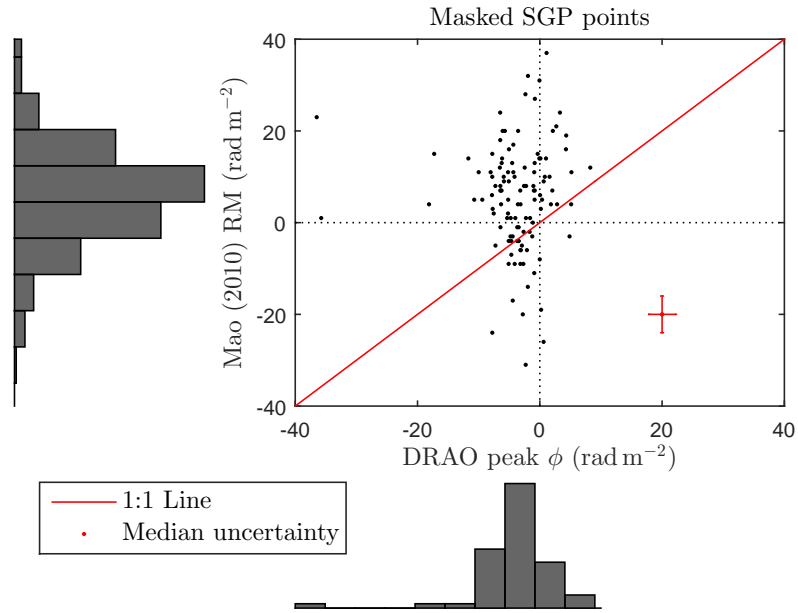 Masked SGP points
40
20
0
-20
-40
Mao (2010) RM (rad m⁻²)
-40 -20 0 20 40
DRAO peak ϕ (rad m⁻²)
1:1 Line
Median uncertainty